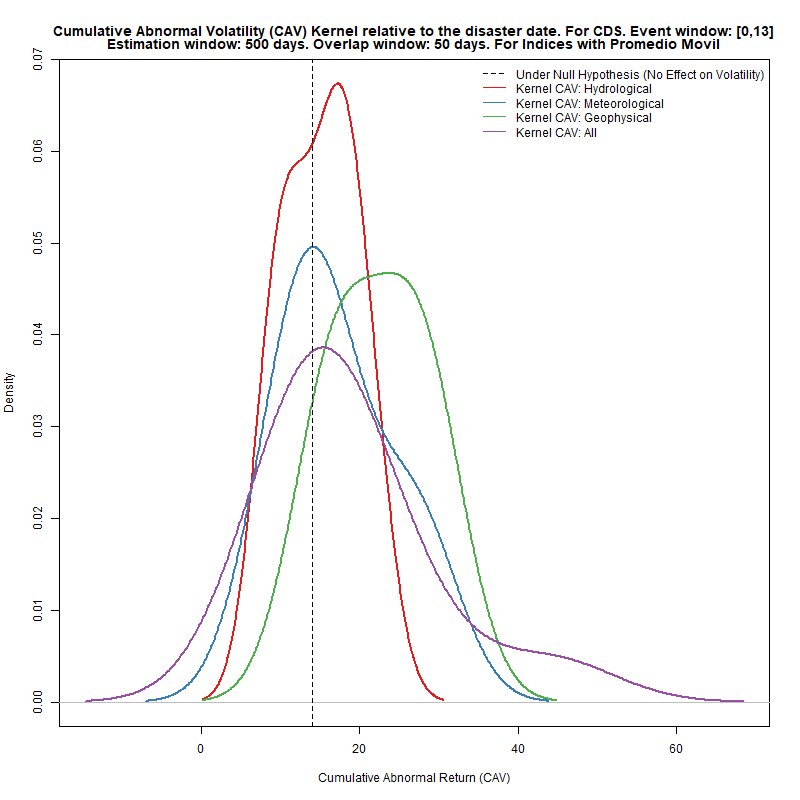 Cumulative Abnormal Volatility (CAV) Kernel relative to the disaster date. For CDS. Event window: [0,13]
Estimation window: 500 days. Overlap window: 50 days. For Indices with Promedio Movil
Under Null Hypothesis (No Effect on Volatility)
Kernel CAV: Hydrological
Kernel CAV: Meteorological
Kernel CAV: Geophysical
Kernel CAV: All
Density
0.07
0.06
0.05
0.04
0.03
0.02
0.01
0.00
0 20 40 60
Cumulative Abnormal Return (CAV)